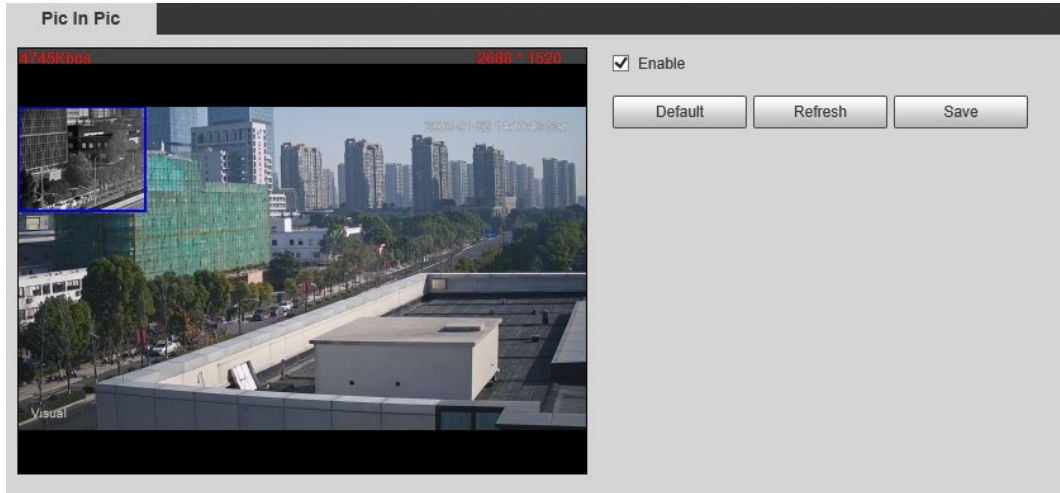 Pic In Pic
4745Kbps
2688 * 1520
Enable
Default
Refresh
Save
Visual